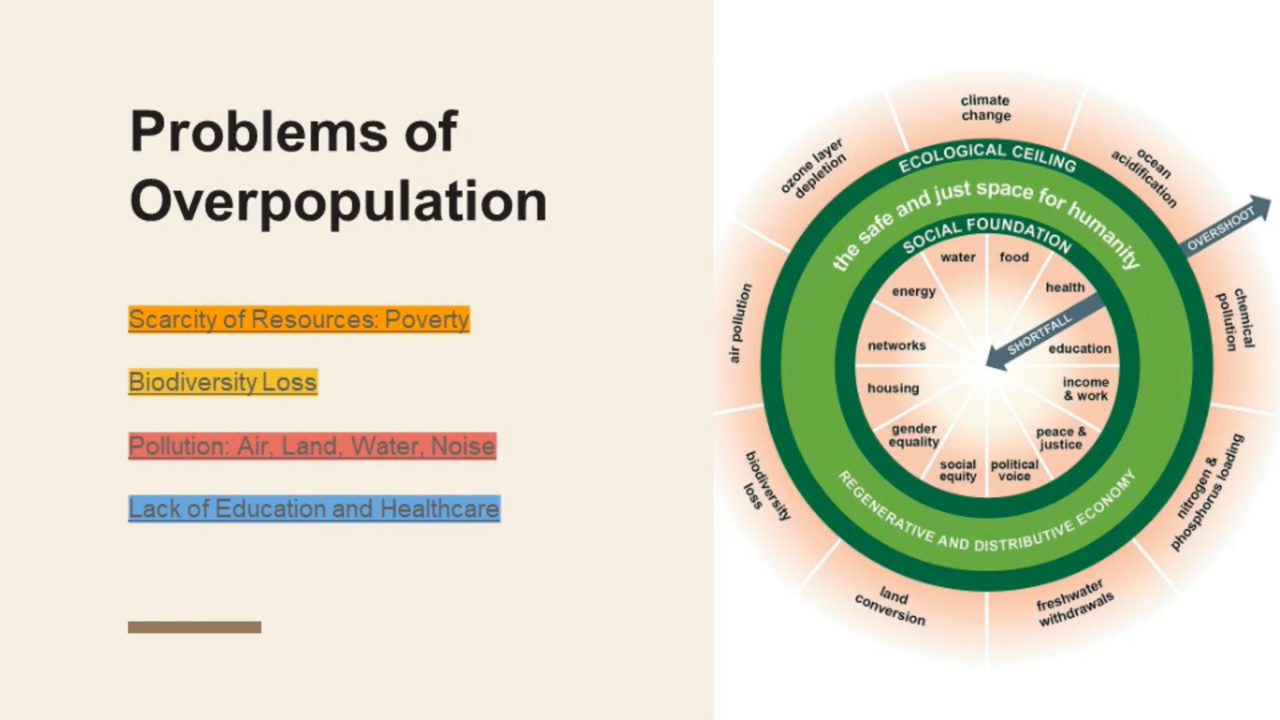 Problems of
Overpopulation
Scarcity of Resources: Poverty
Biodiversity Loss
Pollution: Air, Land, Water, Noise
Lack of Education and Healthcare
climate
change
ozone layer
depletion
ocean
acidification
ECOLOGICAL CEILING
the safe and just space for humanity
SOCIAL FOUNDATION
OVERSHOOT
water
food
energy
health
SHORTFALL
air pollution
chemical
pollution
networks
education
housing
income
& work
gender
equality
peace &
justice
social
equity
political
voice
REGENERATIVE AND DISTRIBUTIVE ECONOMY
biodiversity
loss
nitrogen &
phosphorus loading
land
conversion
freshwater
withdrawals